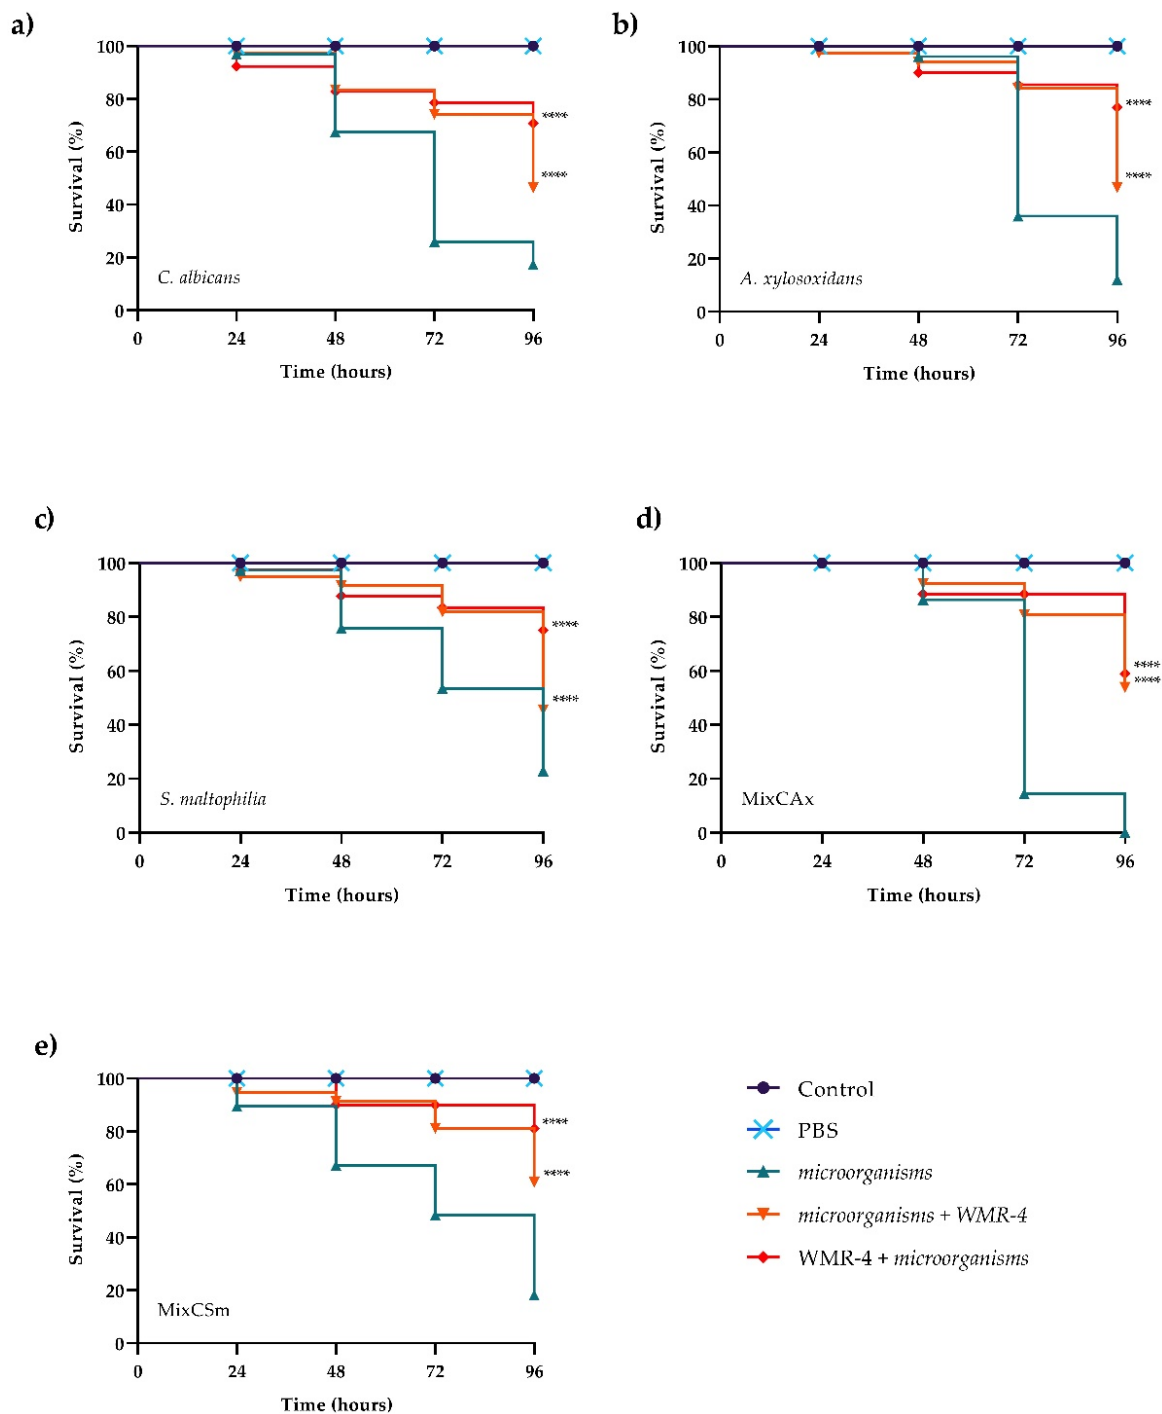 a)
100
80
60
40
20
0
Survival (%)
****
****
C. albicans
0 24 48 72 96
Time (hours)
b)
100
80
60
40
20
0
Survival (%)
****
****
A. xylosoxidans
0 24 48 72 96
Time (hours)
c)
100
80
60
40
20
0
Survival (%)
****
****
S. maltophilia
0 24 48 72 96
Time (hours)
d)
100
80
60
40
20
0
Survival (%)
****
****
MixCAx
0 24 48 72 96
Time (hours)
e)
100
80
60
40
20
0
Survival (%)
****
****
MixCSm
0 24 48 72 96
Time (hours)
Control
PBS
microorganisms
microorganisms + WMR-4
WMR-4 + microorganisms